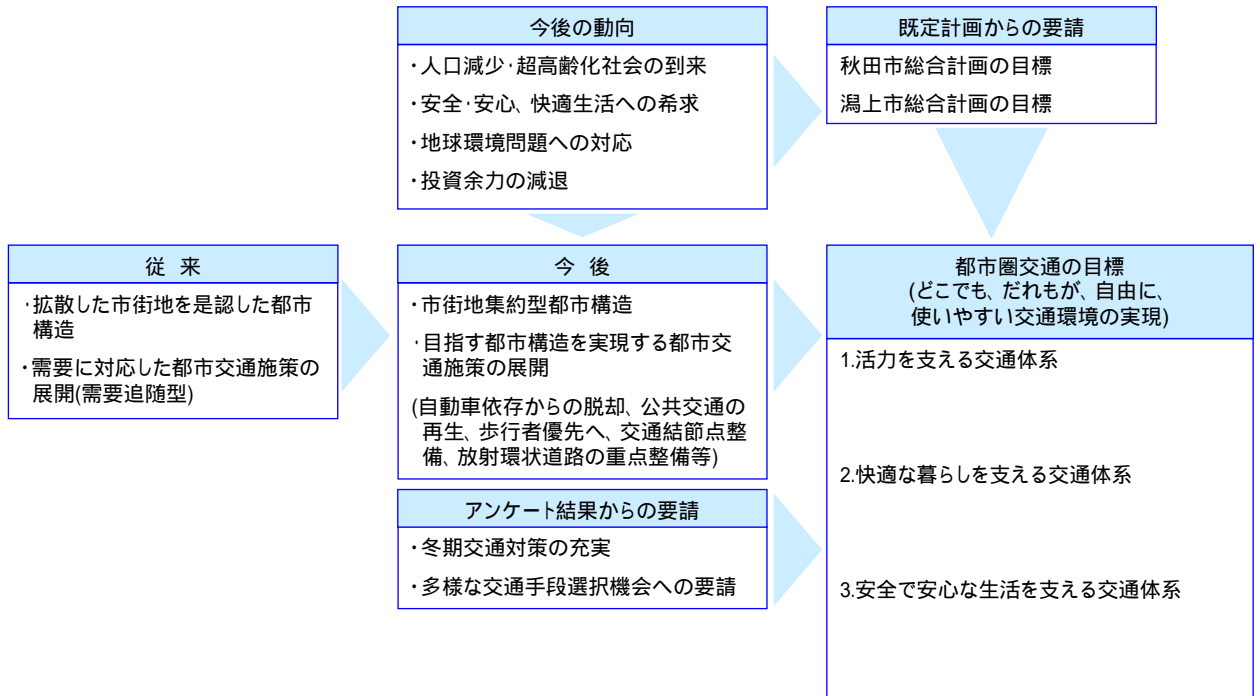 今後の動向
・人口減少・超高齢化社会の到来
・安全・安心、快適生活への希求
・地球環境問題への対応
・投資余力の減退
既定計画からの要請
秋田市総合計画の目標
潟上市総合計画の目標
従 来
・拡散した市街地を是認した都市
構造
・需要に対応した都市交通施策の
展開(需要追随型)
今 後
・市街地集約型都市構造
・目指す都市構造を実現する都市交
通施策の展開
(自動車依存からの脱却、公共交通の
再生、歩行者優先へ、交通結節点整
備、放射環状道路の重点整備等)
アンケート結果からの要請
・冬期交通対策の充実
・多様な交通手段選択機会への要請
都市圏交通の目標
(どこでも、だれもが、自由に、
使いやすい交通環境の実現)
1.活力を支える交通体系
2.快適な暮らしを支える交通体系
3.安全で安心な生活を支える交通体系